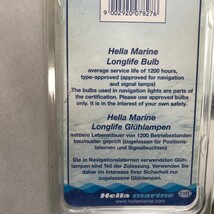 9002920075276
Hella Marine
Longlife Bulb
average service life of 1200 hours,
type-approved (approved for navigation
and signal lamps)
The bulbs used in navigation lights are parts
of the certification. Please use approved bulbs
only. It is in the interest of your own safety.
Hella Marine
Longlife Glühlampen
mittlere Lebensdauer von 1200 Betriebsstunden
baumuster geprüft (zugelassen für Positions-
laternen und Signalleuchten)
Die in Navigationslaternen verwendeten Glüh-
lampen sind Teil der Zulassung. Verwenden Sie
daher im Interesse Ihrer Sicherheit nur
zugelassene Glühlampen.
Hella marine
www.hellamarine.com